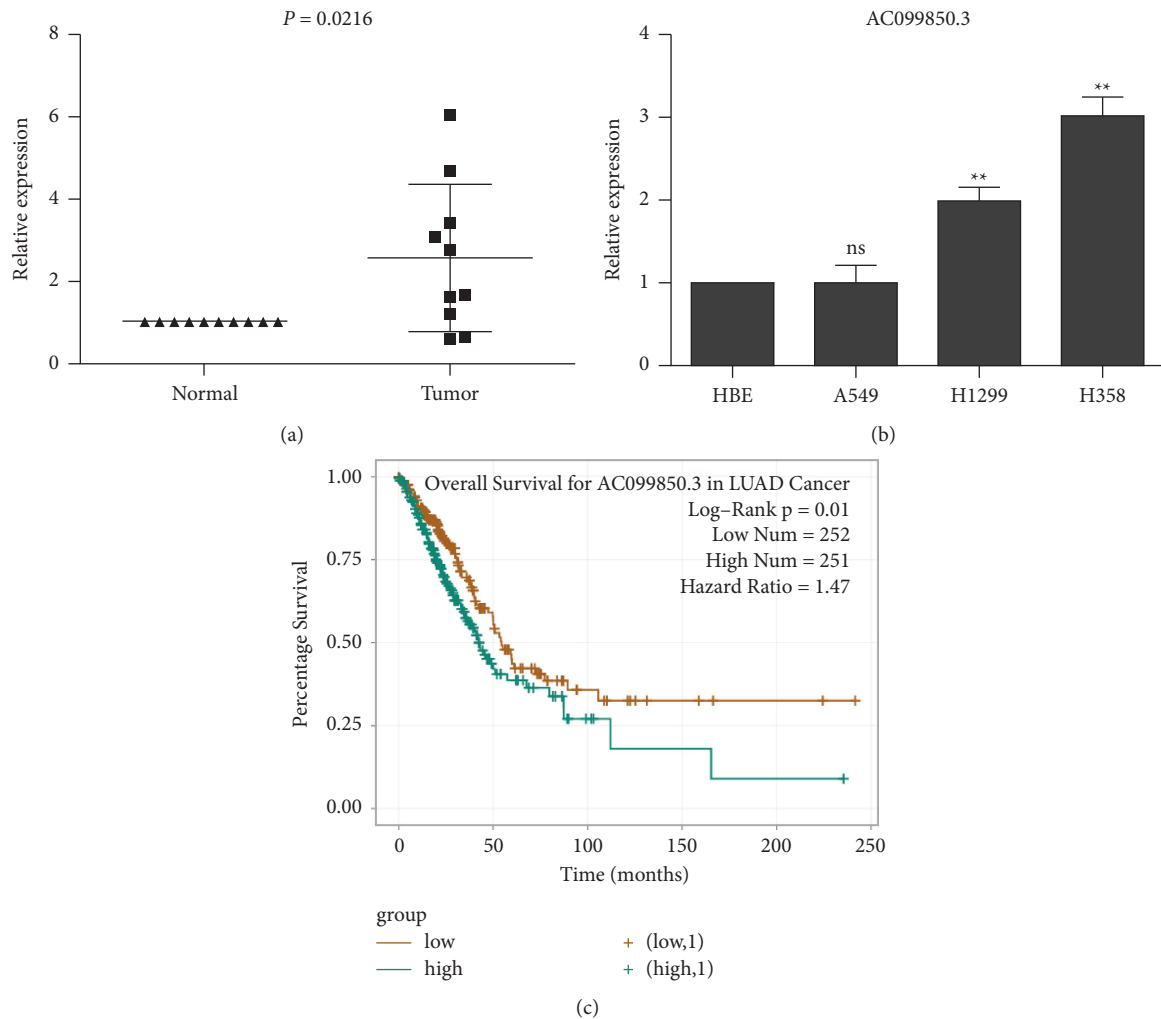 P = 0.0216
8
6
4
2
0
Relative expression
Normal
Tumor
(a)
AC099850.3
4
3
2
1
0
Relative expression
ns
**
**
HBE
A549
H1299
H358
(b)
Overall Survival for AC099850.3 in LUAD Cancer
Log–Rank p = 0.01
Low Num = 252
High Num = 251
Hazard Ratio = 1.47
1.00
0.75
0.50
0.25
0.00
Percentage Survival
0
50
100
150
200
250
Time (months)
group
low
(low,1)
high
(high,1)
(c)